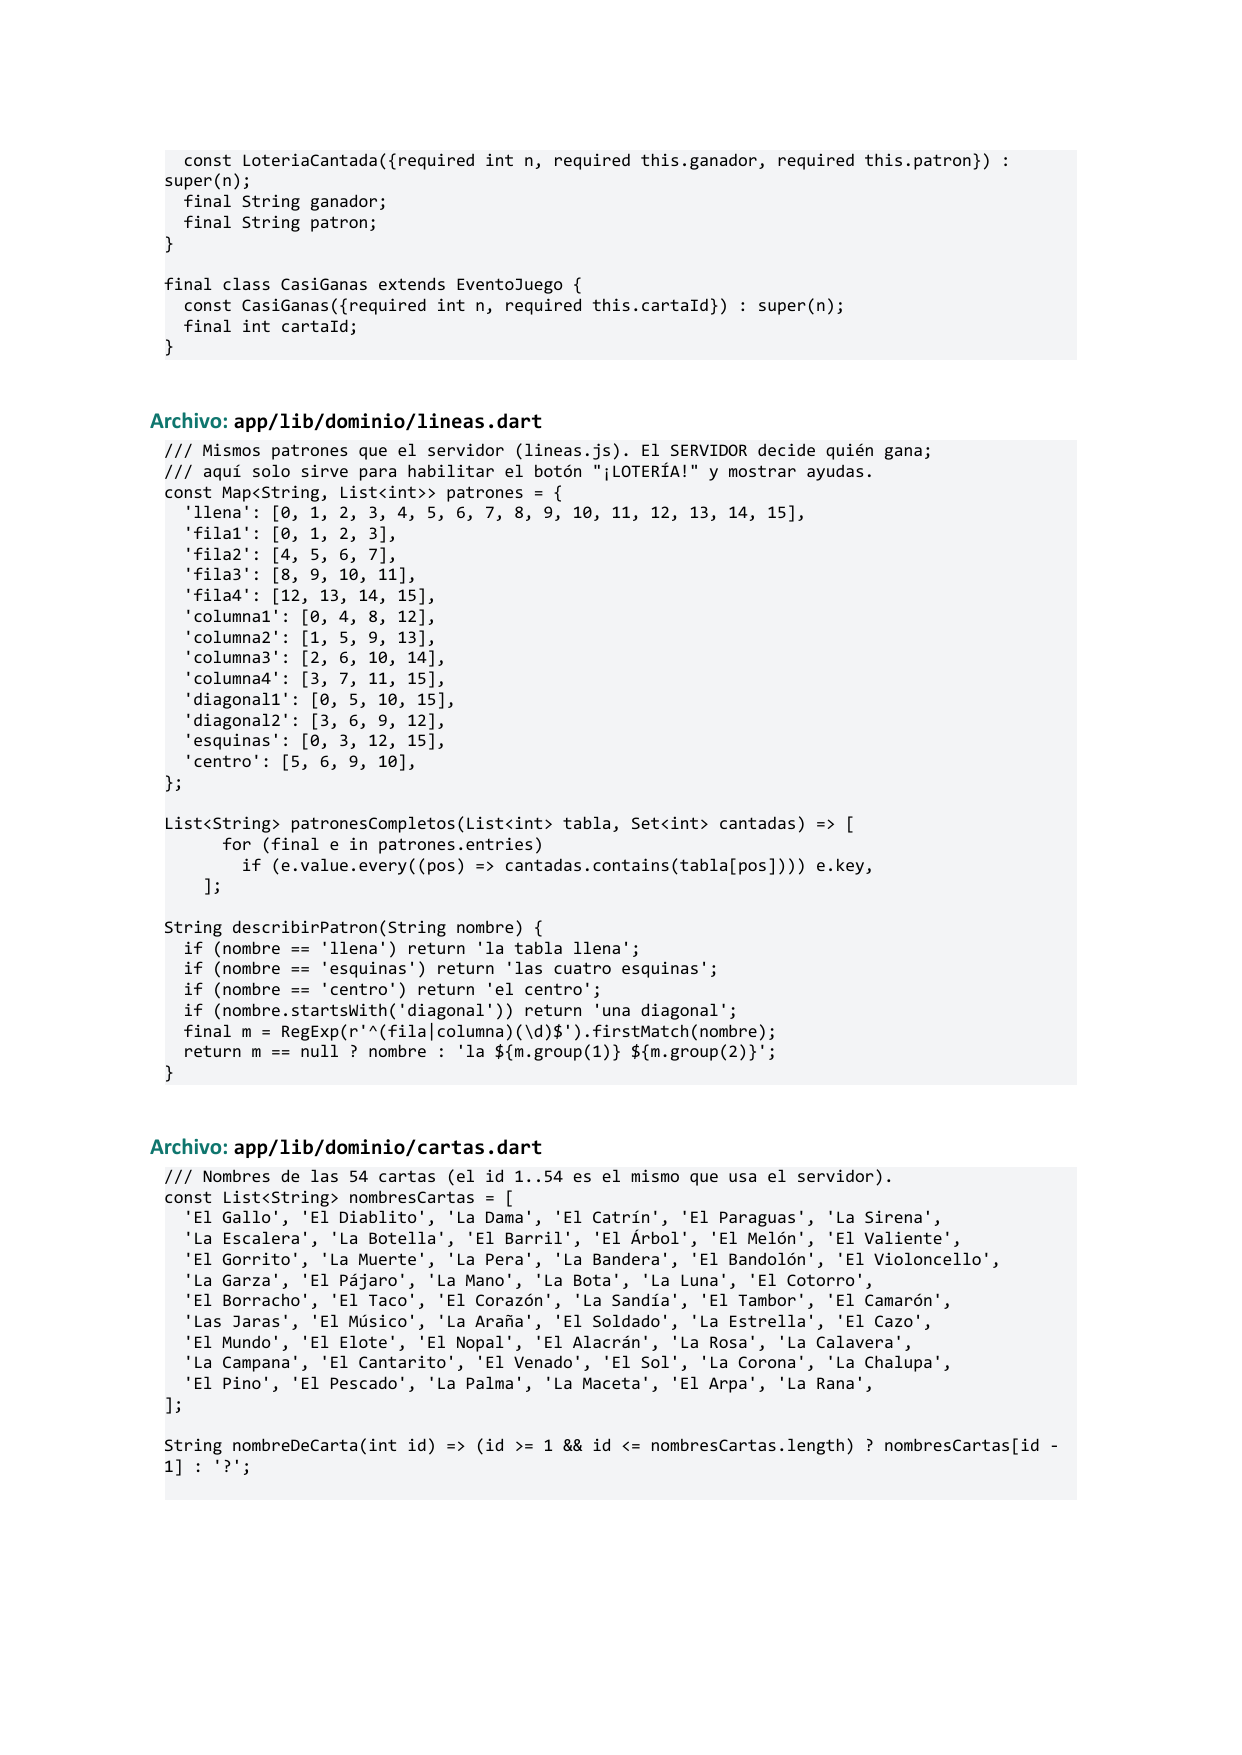 const LoteriaCantada({required int n, required this.ganador, required this.patron}) :
super(n);
  final String ganador;
  final String patron;
}

final class CasiGanas extends EventoJuego {
  const CasiGanas({required int n, required this.cartaId}) : super(n);
  final int cartaId;
}

Archivo: app/lib/dominio/lineas.dart
/// Mismos patrones que el servidor (lineas.js). El SERVIDOR decide quién gana;
/// aquí solo sirve para habilitar el botón "¡LOTERÍA!" y mostrar ayudas.
const Map<String, List<int>> patrones = {
  'llena': [0, 1, 2, 3, 4, 5, 6, 7, 8, 9, 10, 11, 12, 13, 14, 15],
  'fila1': [0, 1, 2, 3],
  'fila2': [4, 5, 6, 7],
  'fila3': [8, 9, 10, 11],
  'fila4': [12, 13, 14, 15],
  'columna1': [0, 4, 8, 12],
  'columna2': [1, 5, 9, 13],
  'columna3': [2, 6, 10, 14],
  'columna4': [3, 7, 11, 15],
  'diagonal1': [0, 5, 10, 15],
  'diagonal2': [3, 6, 9, 12],
  'esquinas': [0, 3, 12, 15],
  'centro': [5, 6, 9, 10],
};

List<String> patronesCompletos(List<int> tabla, Set<int> cantadas) => [
      for (final e in patrones.entries)
        if (e.value.every((pos) => cantadas.contains(tabla[pos]))) e.key,
    ];

String describirPatron(String nombre) {
  if (nombre == 'llena') return 'la tabla llena';
  if (nombre == 'esquinas') return 'las cuatro esquinas';
  if (nombre == 'centro') return 'el centro';
  if (nombre.startsWith('diagonal')) return 'una diagonal';
  final m = RegExp(r'^(fila|columna)(\d)$').firstMatch(nombre);
  return m == null ? nombre : 'la ${m.group(1)} ${m.group(2)}';
}

Archivo: app/lib/dominio/cartas.dart
/// Nombres de las 54 cartas (el id 1..54 es el mismo que usa el servidor).
const List<String> nombresCartas = [
  'El Gallo', 'El Diablito', 'La Dama', 'El Catrín', 'El Paraguas', 'La Sirena',
  'La Escalera', 'La Botella', 'El Barril', 'El Árbol', 'El Melón', 'El Valiente',
  'El Gorrito', 'La Muerte', 'La Pera', 'La Bandera', 'El Bandolón', 'El Violoncello',
  'La Garza', 'El Pájaro', 'La Mano', 'La Bota', 'La Luna', 'El Cotorro',
  'El Borracho', 'El Taco', 'El Corazón', 'La Sandía', 'El Tambor', 'El Camarón',
  'Las Jaras', 'El Músico', 'La Araña', 'El Soldado', 'La Estrella', 'El Cazo',
  'El Mundo', 'El Elote', 'El Nopal', 'El Alacrán', 'La Rosa', 'La Calavera',
  'La Campana', 'El Cantarito', 'El Venado', 'El Sol', 'La Corona', 'La Chalupa',
  'El Pino', 'El Pescado', 'La Palma', 'La Maceta', 'El Arpa', 'La Rana',
];

String nombreDeCarta(int id) => (id >= 1 && id <= nombresCartas.length) ? nombresCartas[id -
1] : '?';